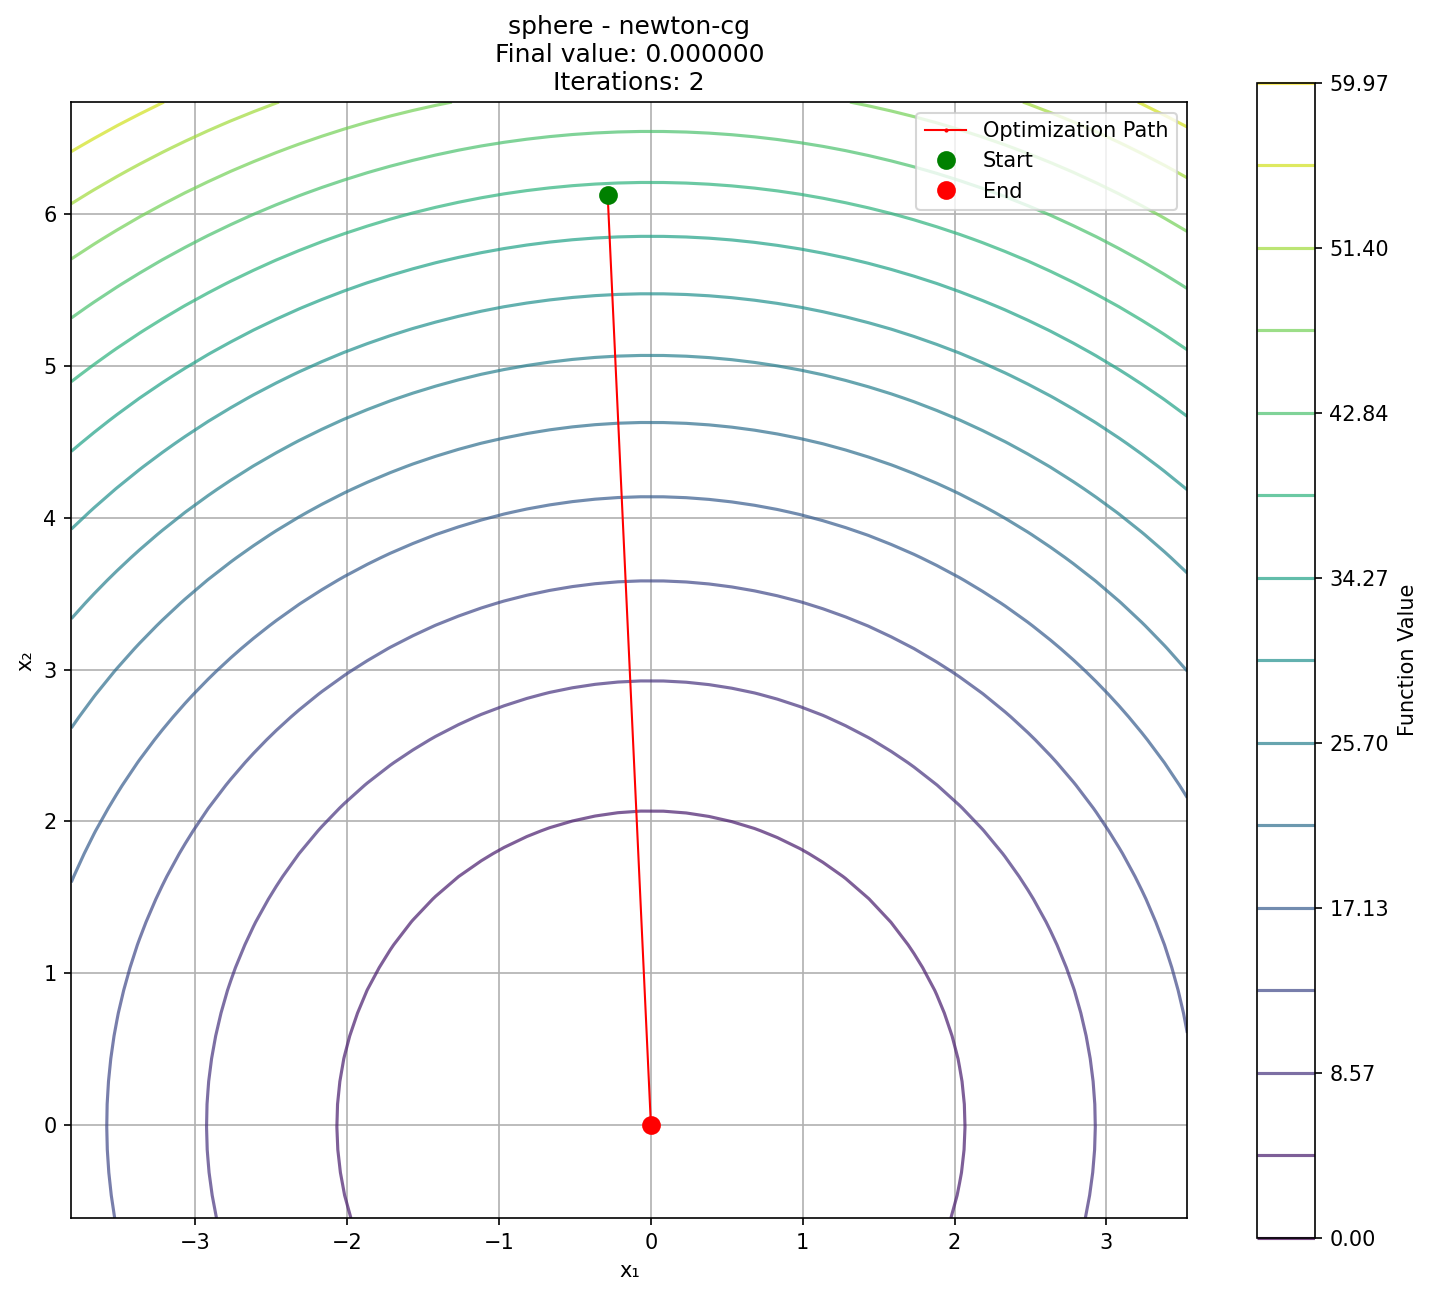 sphere - newton-cg
Final value: 0.000000
Iterations: 2
Optimization Path
Start
End
6
5
4
3
2
1
0
x₂
−3
−2
−1
0
1
2
3
x₁
59.97
51.40
42.84
34.27
25.70
17.13
8.57
0.00
Function Value